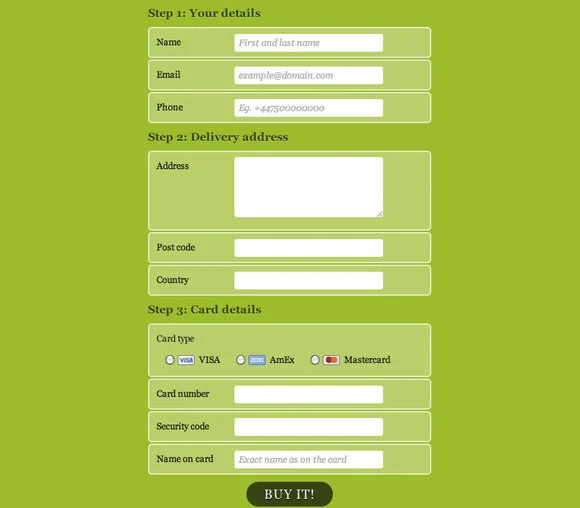 Step 1: Your details
Name First and last name
Email example@domain.com
Phone Eg. +447500000000
Step 2: Delivery address
Address
Post code
Country
Step 3: Card details
Card type
VISA VISA AmEx Mastercard
Card number
Security code
Name on card Exact name as on the card
BUY IT!